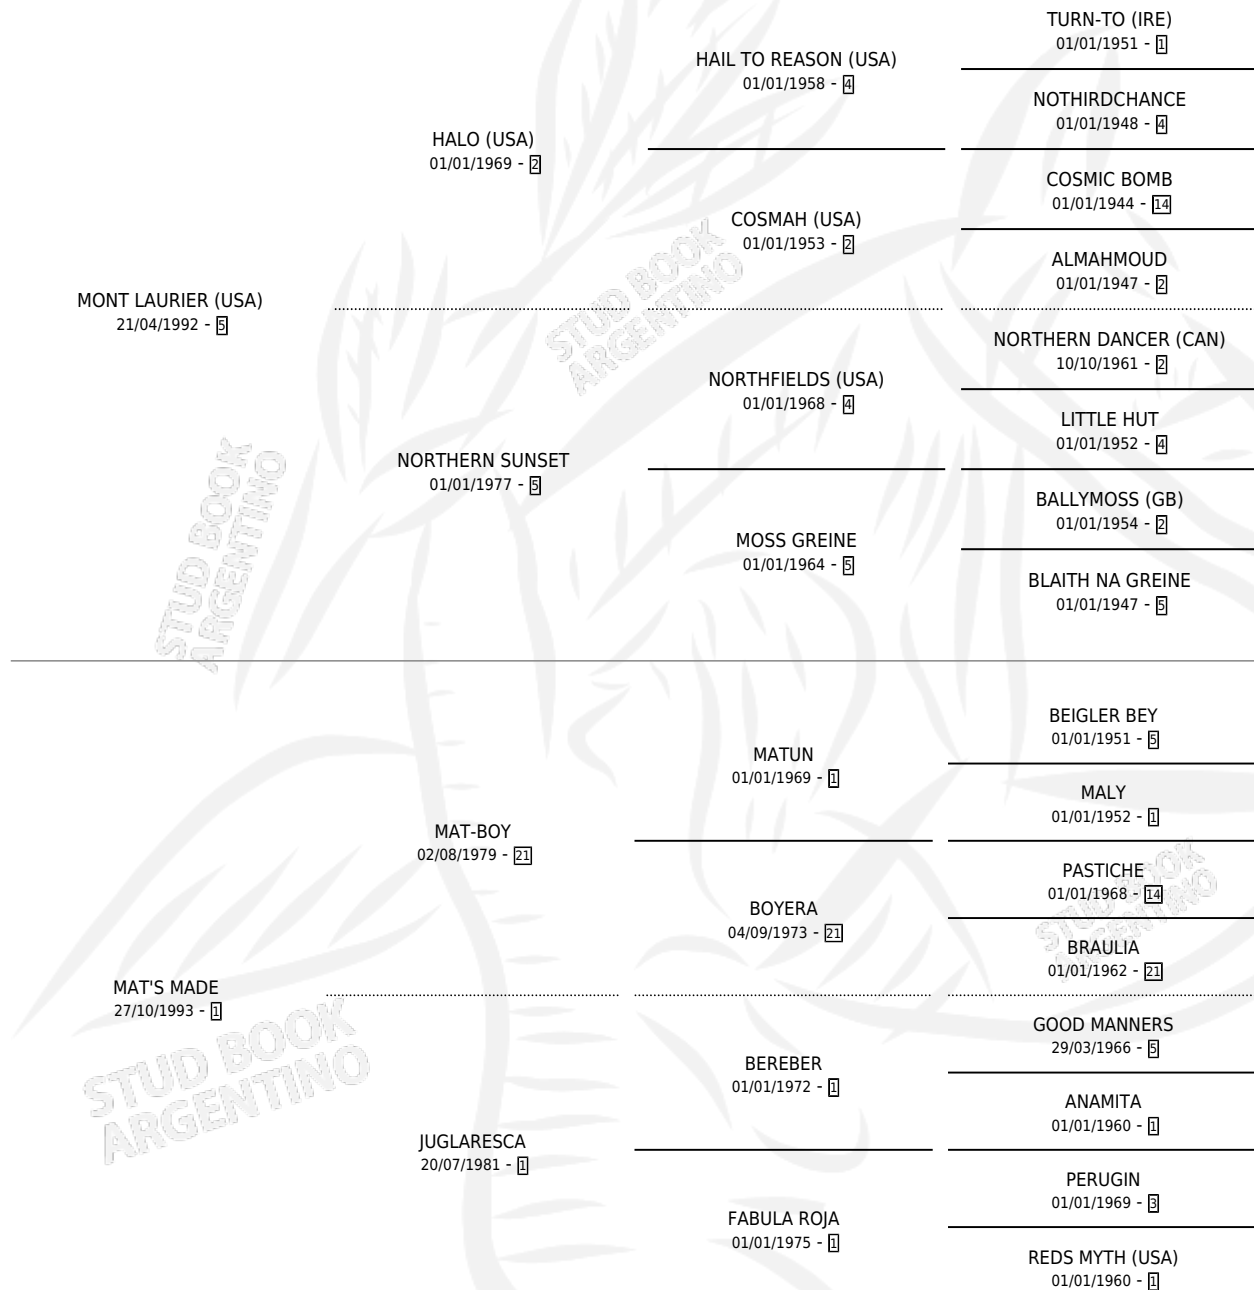 TURN-TO (IRE)
01/01/1951 - 1
HAIL TO REASON (USA)
01/01/1958 - 4
NOTHIRDCHANCE
01/01/1948 - 4
HALO (USA)
01/01/1969 - 2
COSMIC BOMB
01/01/1944 - 14
COSMAH (USA)
01/01/1953 - 2
ALMAHMOUD
01/01/1947 - 2
MONT LAURIER (USA)
21/04/1992 - 5
STUD BOOK
ARGENTINO
NORTHERN DANCER (CAN)
10/10/1961 - 2
NORTHFIELDS (USA)
01/01/1968 - 4
LITTLE HUT
01/01/1952 - 4
NORTHERN SUNSET
01/01/1977 - 5
BALLYMOSS (GB)
01/01/1954 - 2
MOSS GREINE
01/01/1964 - 5
BLAITH NA GREINE
01/01/1947 - 5
STUD BOOK
ARGENTINO
BEIGLER BEY
01/01/1951 - 5
MATUN
01/01/1969 - 1
MALY
01/01/1952 - 1
MAT-BOY
02/08/1979 - 21
PASTICHE
01/01/1968 - 14
BOYERA
04/09/1973 - 21
BRAULIA
01/01/1962 - 21
STUD BOOK
ARGENTINO
MAT'S MADE
27/10/1993 - 1
STUD BOOK
ARGENTINO
GOOD MANNERS
29/03/1966 - 5
BEREBER
01/01/1972 - 1
ANAMITA
01/01/1960 - 1
JUGLARESCA
20/07/1981 - 1
PERUGIN
01/01/1969 - 3
FABULA ROJA
01/01/1975 - 1
REDS MYTH (USA)
01/01/1960 - 1